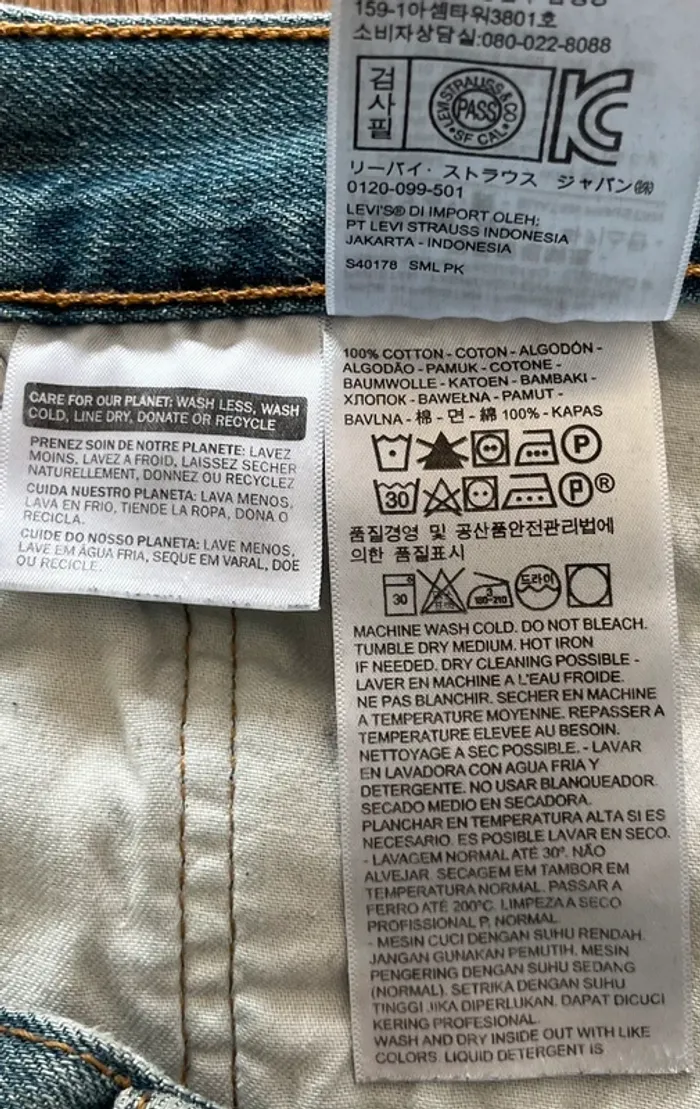 159-1아셈타워3801호
소비자상담실:080-022-8088
검사필
LEVI STRAUSS & CO
PASS
SF CAL
KC
リーバイ・ストラウス ジャパン㈱
0120-099-501
LEVI'S® DI IMPORT OLEH;
PT LEVI STRAUSS INDONESIA
JAKARTA - INDONESIA
S40178 SML PK
CARE FOR OUR PLANET: WASH LESS, WASH
COLD, LINE DRY, DONATE OR RECYCLE
PRENEZ SOIN DE NOTRE PLANETE: LAVEZ
MOINS, LAVEZ A FROID, LAISSEZ SECHER
NATURELLEMENT, DONNEZ OU RECYCLEZ
CUIDA NUESTRO PLANETA: LAVA MENOS,
LAVA EN FRIO, TIENDE LA ROPA, DONA O
RECICLA.
CUIDE DO NOSSO PLANETA: LAVE MENOS,
LAVE EM ÁGUA FRIA, SEQUE EM VARAL, DOE
OU RECICLE.
100% COTTON - COTON - ALGODÓN -
ALGODÃO - PAMUK - COTONE -
BAUMWOLLE - KATOEN - BAMBAKI -
ХЛОПОК - BAWEŁNA - PAMUT -
BAVLNA - 棉 - 면 - 綿 100% - KAPAS
P
30 P ®
품질경영 및 공산품안전관리법에
의한 품질표시
30 3 180-210 드라이
MACHINE WASH COLD. DO NOT BLEACH.
TUMBLE DRY MEDIUM. HOT IRON
IF NEEDED. DRY CLEANING POSSIBLE -
LAVER EN MACHINE A L'EAU FROIDE.
NE PAS BLANCHIR. SECHER EN MACHINE
A TEMPERATURE MOYENNE. REPASSER A
TEMPERATURE ELEVEE AU BESOIN.
NETTOYAGE A SEC POSSIBLE. - LAVAR
EN LAVADORA CON AGUA FRIA Y
DETERGENTE. NO USAR BLANQUEADOR.
SECADO MEDIO EN SECADORA.
PLANCHAR EN TEMPERATURA ALTA SI ES
NECESARIO. ES POSIBLE LAVAR EN SECO.
- LAVAGEM NORMAL ATÉ 30º. NÃO
ALVEJAR. SECAGEM EM TAMBOR EM
TEMPERATURA NORMAL. PASSAR A
FERRO ATÉ 200°C. LIMPEZA A SECO
PROFISSIONAL P, NORMAL.
- MESIN CUCI DENGAN SUHU RENDAH.
JANGAN GUNAKAN PEMUTIH. MESIN
PENGERING DENGAN SUHU SEDANG
(NORMAL). SETRIKA DENGAN SUHU
TINGGI JIKA DIPERLUKAN. DAPAT DICUCI
KERING PROFESIONAL.
WASH AND DRY INSIDE OUT WITH LIKE
COLORS. LIQUID DETERGENT IS